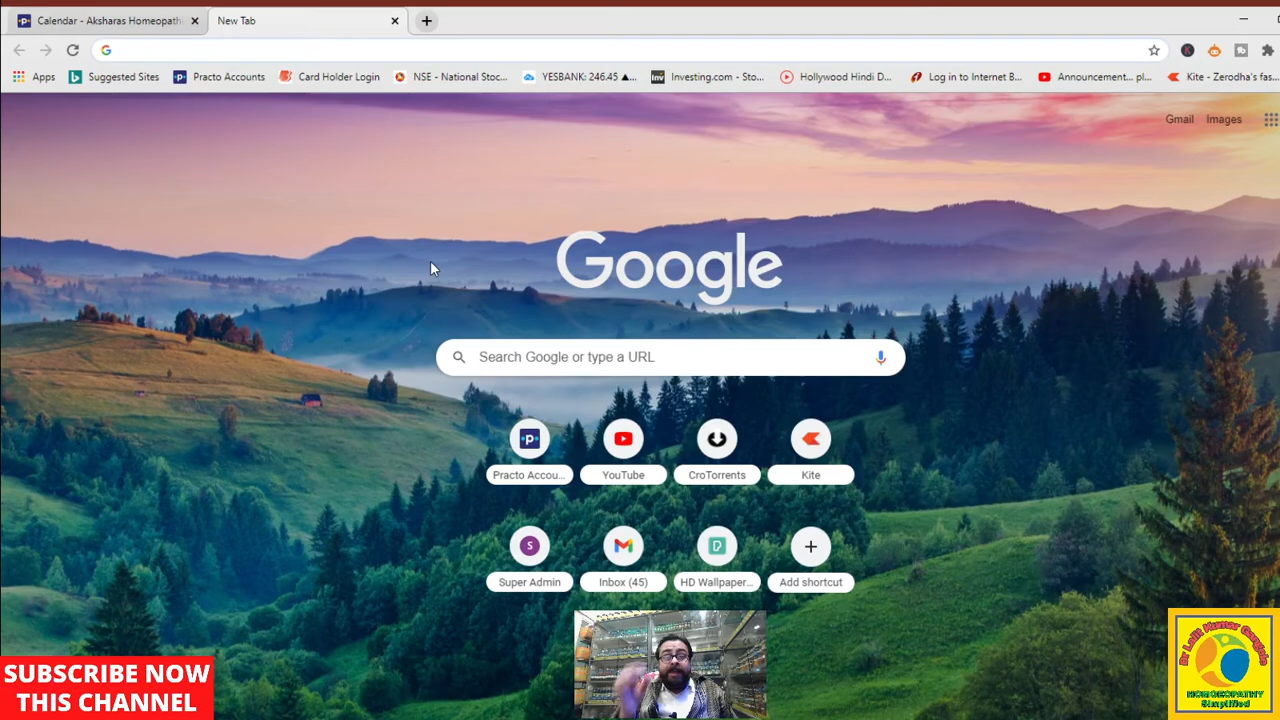 Calendar - Aksharas Homeopath
New Tab
Apps
Suggested Sites
Practo Accounts
Card Holder Login
NSE - National Stoc...
YESBANK: 246.45 ▲...
Investing.com - Sto...
Hollywood Hindi D...
Log in to Internet B...
Announcement... pl...
Kite - Zerodha's fas...
Gmail
Images
Google
Search Google or type a URL
Practo Accou...
YouTube
CroTorrents
Kite
Super Admin
Inbox (45)
HD Wallpaper...
Add shortcut
SUBSCRIBE NOW
THIS CHANNEL
HOMOEOPATHY
Simplified